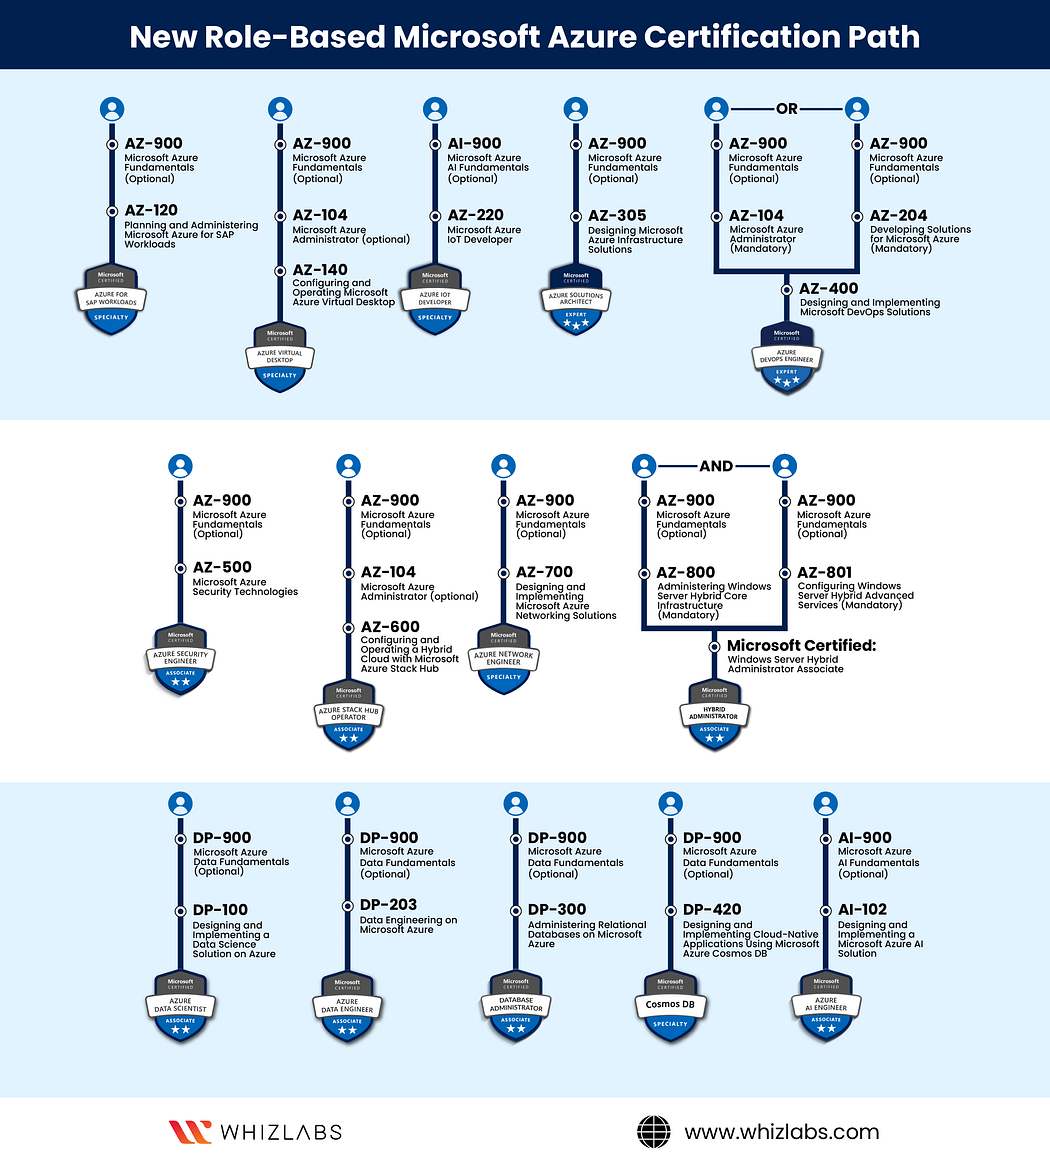 New Role-Based Microsoft Azure Certification Path
AZ-900
Microsoft Azure
Fundamentals
(Optional)
AZ-120
Planning and Administering
Microsoft Azure for SAP
Workloads
Microsoft
CERTIFIED
AZURE FOR
SAP WORKLOADS
SPECIALTY
AZ-900
Microsoft Azure
Fundamentals
(Optional)
AZ-104
Microsoft Azure
Administrator (optional)
AZ-140
Configuring and
Operating Microsoft
Azure Virtual Desktop
Microsoft
CERTIFIED
AZURE VIRTUAL
DESKTOP
SPECIALTY
AI-900
Microsoft Azure
AI Fundamentals
(Optional)
AZ-220
Microsoft Azure
IoT Developer
Microsoft
CERTIFIED
AZURE IOT
DEVELOPER
SPECIALTY
AZ-900
Microsoft Azure
Fundamentals
(Optional)
AZ-305
Designing Microsoft
Azure Infrastructure
Solutions
Microsoft
CERTIFIED
AZURE SOLUTIONS
ARCHITECT
EXPERT
OR
AZ-900
Microsoft Azure
Fundamentals
(Optional)
AZ-104
Microsoft Azure
Administrator
(Mandatory)
AZ-900
Microsoft Azure
Fundamentals
(Optional)
AZ-204
Developing Solutions
for Microsoft Azure
(Mandatory)
AZ-400
Designing and Implementing
Microsoft DevOps Solutions
Microsoft
CERTIFIED
AZURE
DEVOPS ENGINEER
EXPERT
AZ-900
Microsoft Azure
Fundamentals
(Optional)
AZ-500
Microsoft Azure
Security Technologies
Microsoft
CERTIFIED
AZURE SECURITY
ENGINEER
ASSOCIATE
AZ-900
Microsoft Azure
Fundamentals
(Optional)
AZ-104
Microsoft Azure
Administrator (optional)
AZ-600
Configuring and
Operating a Hybrid
Cloud with Microsoft
Azure Stack Hub
Microsoft
CERTIFIED
AZURE STACK HUB
OPERATOR
ASSOCIATE
AZ-900
Microsoft Azure
Fundamentals
(Optional)
AZ-700
Designing and
Implementing
Microsoft Azure
Networking Solutions
Microsoft
CERTIFIED
AZURE NETWORK
ENGINEER
SPECIALTY
AND
AZ-900
Microsoft Azure
Fundamentals
(Optional)
AZ-800
Administering Windows
Server Hybrid Core
Infrastructure
(Mandatory)
AZ-900
Microsoft Azure
Fundamentals
(Optional)
AZ-801
Configuring Windows
Server Hybrid Advanced
Services (Mandatory)
Microsoft Certified:
Windows Server Hybrid
Administrator Associate
Microsoft
CERTIFIED
HYBRID
ADMINISTRATOR
ASSOCIATE
DP-900
Microsoft Azure
Data Fundamentals
(Optional)
DP-100
Designing and
Implementing a
Data Science
Solution on Azure
Microsoft
CERTIFIED
AZURE
DATA SCIENTIST
ASSOCIATE
DP-900
Microsoft Azure
Data Fundamentals
(Optional)
DP-203
Data Engineering on
Microsoft Azure
Microsoft
CERTIFIED
AZURE
DATA ENGINEER
ASSOCIATE
DP-900
Microsoft Azure
Data Fundamentals
(Optional)
DP-300
Administering Relational
Databases on Microsoft
Azure
Microsoft
CERTIFIED
DATABASE
ADMINISTRATOR
ASSOCIATE
DP-900
Microsoft Azure
Data Fundamentals
(Optional)
DP-420
Designing and
Implementing Cloud-Native
Applications Using Microsoft
Azure Cosmos DB
Microsoft
CERTIFIED
Cosmos DB
SPECIALTY
AI-900
Microsoft Azure
AI Fundamentals
(Optional)
AI-102
Designing and
Implementing a
Microsoft Azure AI
Solution
Microsoft
CERTIFIED
AZURE
AI ENGINEER
ASSOCIATE
WHIZLABS
www.whizlabs.com